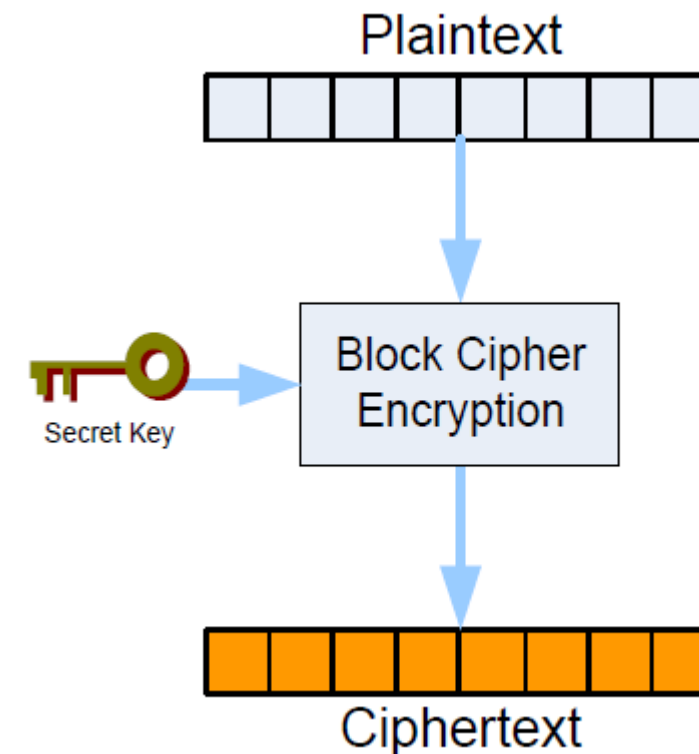 Plaintext
Block Cipher
Encryption
Secret Key
Ciphertext